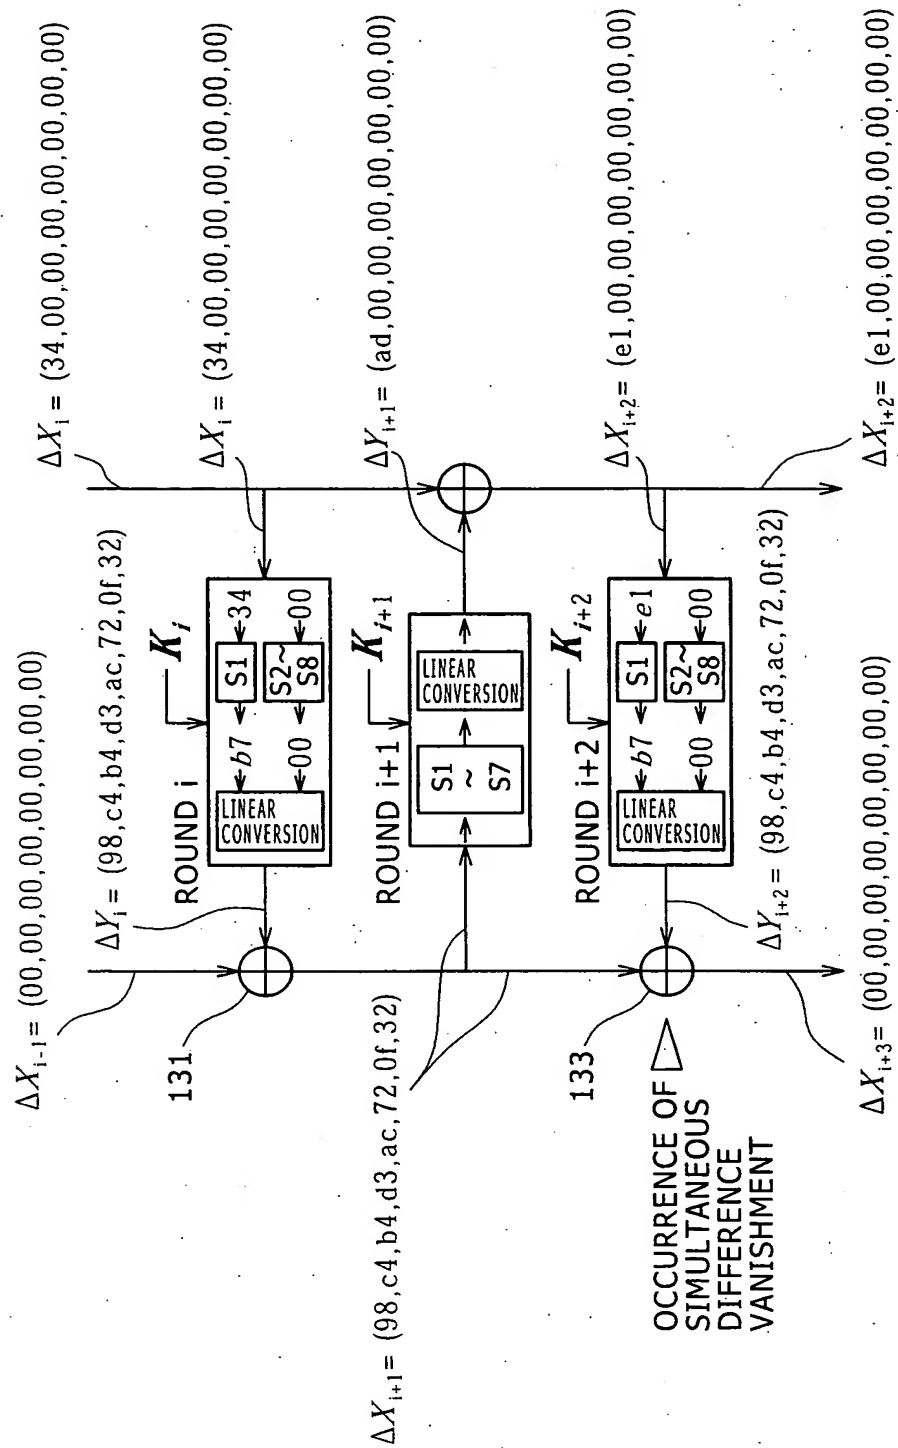 ΔX_{i-1} = (00,00,00,00,00,00,00,00)
ΔX_i = (34,00,00,00,00,00,00,00)
ΔY_i = (98,c4,b4,d3,ac,72,0f,32)
K_i
131
ROUND i
ΔX_i = (34,00,00,00,00,00,00,00)
LINEAR
CONVERSION
b7
S1
34
00
S2~
S8
00
ΔX_{i+1} = (98,c4,b4,d3,ac,72,0f,32)
ROUND i+1
K_{i+1}
ΔY_{i+1} = (ad,00,00,00,00,00,00,00)
S1
~
S7
LINEAR
CONVERSION
133
ROUND i+2
K_{i+2}
ΔX_{i+2} = (e1,00,00,00,00,00,00,00)
LINEAR
CONVERSION
b7
S1
e1
00
S2~
S8
00
OCCURRENCE OF
SIMULTANEOUS
DIFFERENCE
VANISHMENT
ΔY_{i+2} = (98,c4,b4,d3,ac,72,0f,32)
ΔX_{i+3} = (00,00,00,00,00,00,00,00)
ΔX_{i+2} = (e1,00,00,00,00,00,00,00)